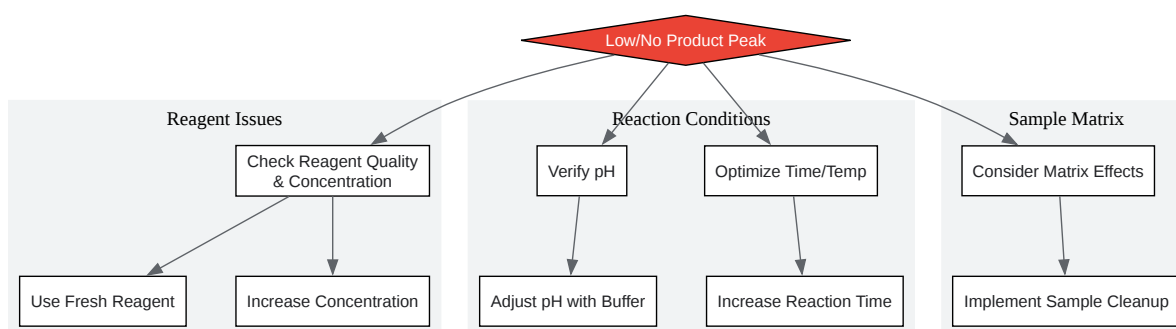 Low/No Product Peak
Reagent Issues
Reaction Conditions
Sample Matrix
Check Reagent Quality
& Concentration
Verify pH
Optimize Time/Temp
Consider Matrix Effects
Use Fresh Reagent
Increase Concentration
Adjust pH with Buffer
Increase Reaction Time
Implement Sample Cleanup